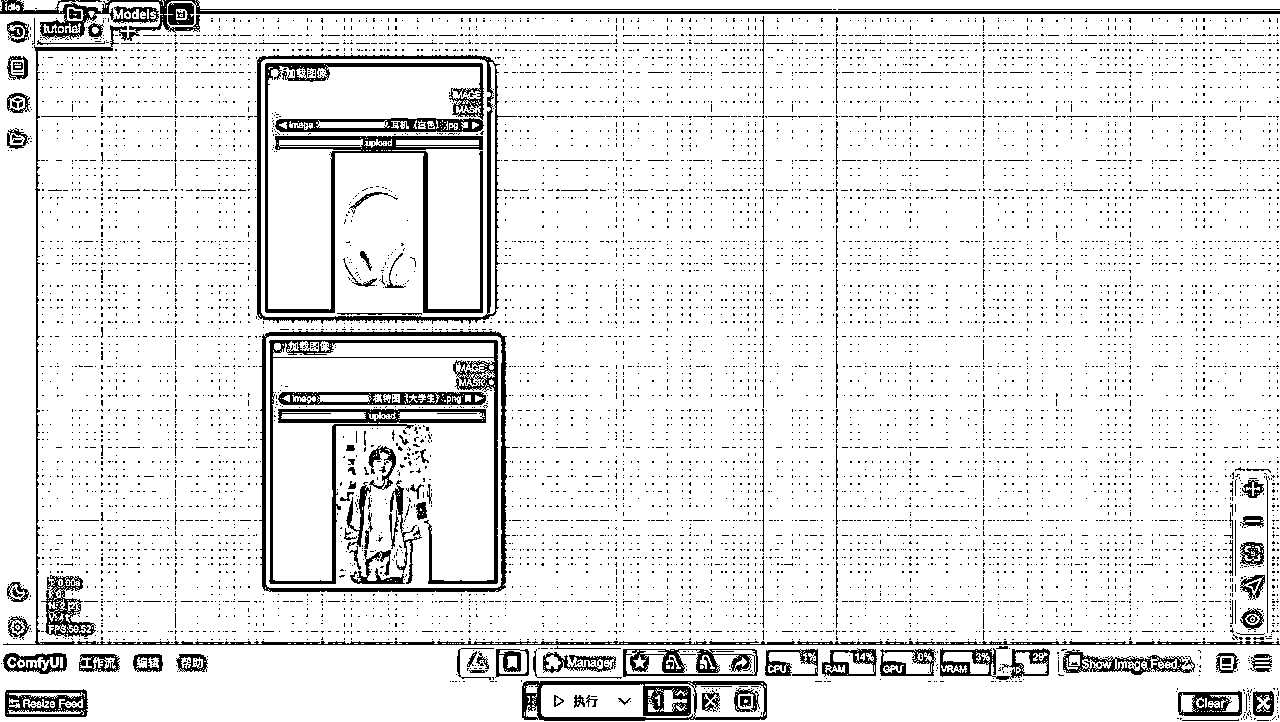 Idle
Models
tutorial
加载图像
IMAGE
MASK
image 耳机（白色）.jpg
upload
加载图像
IMAGE
MASK
image 模特图（大学生）.png
upload
ComfyUI 工作流 编辑 帮助
Manager
CPU
RAM
GPU
VRAM
Show Image Feed
Resize Feed
执行
1
Clear